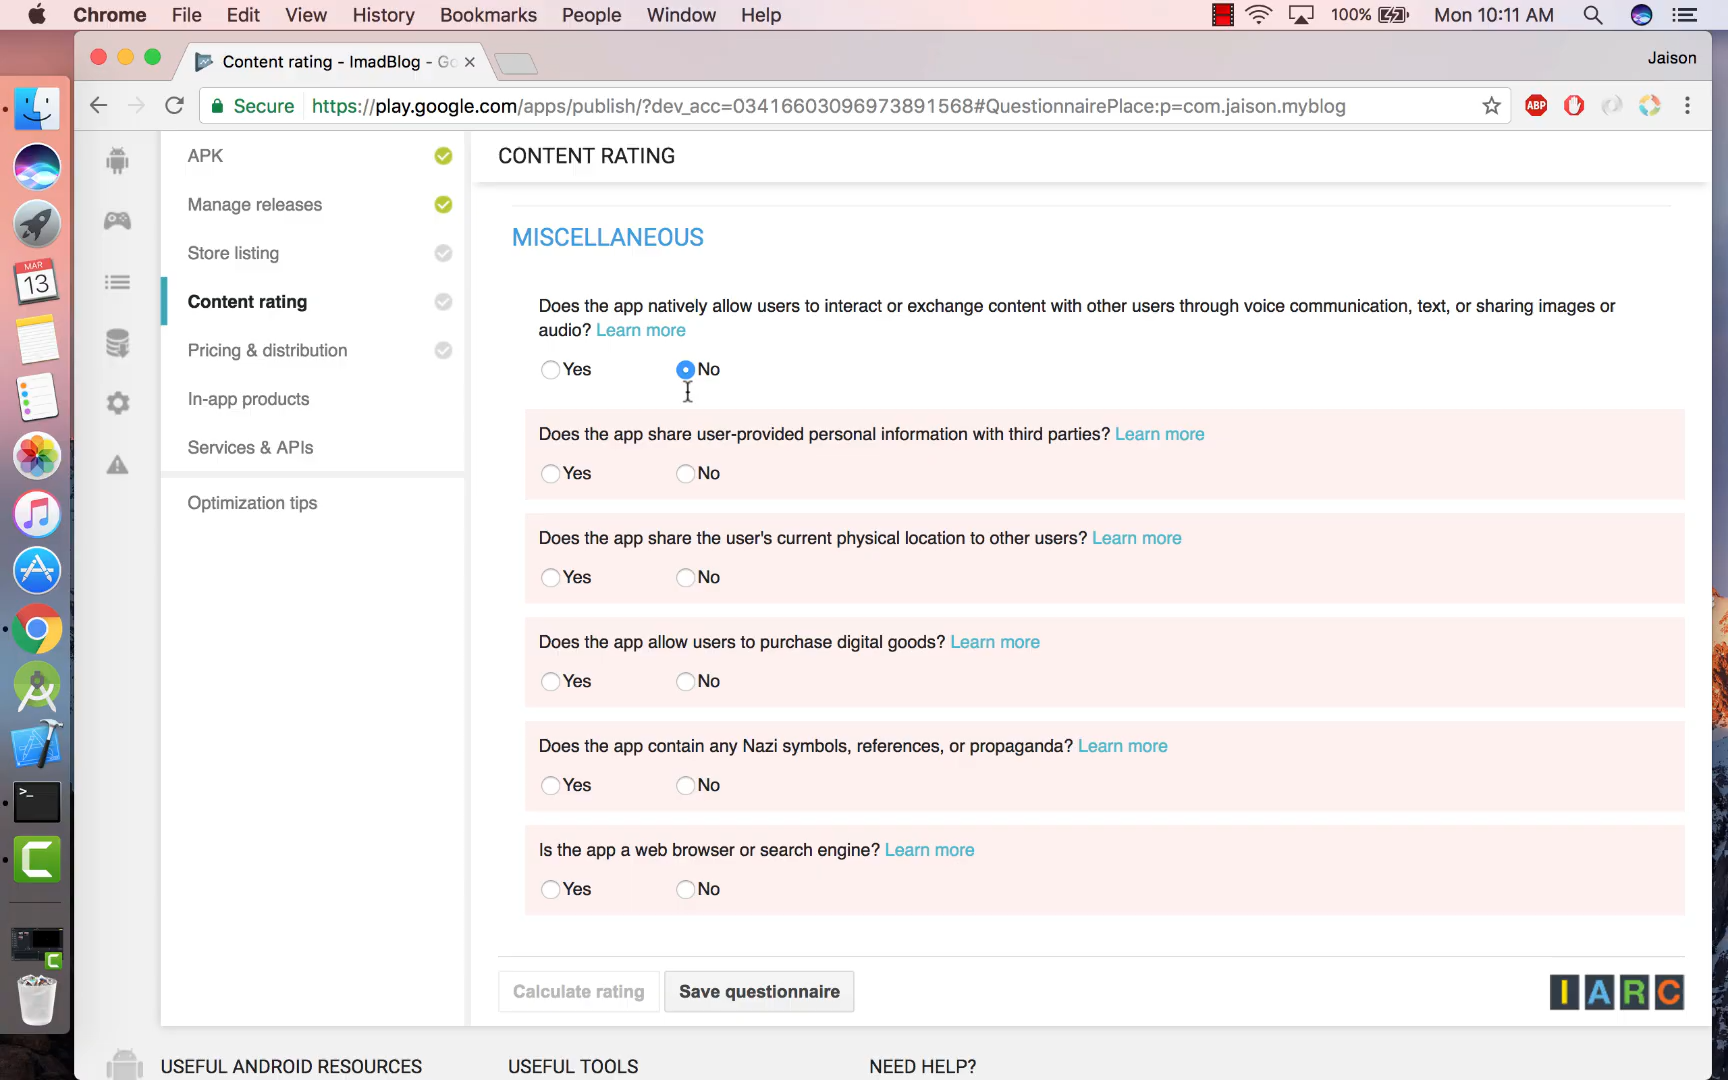 Chrome File Edit View History Bookmarks People Window Help 100% Mon 10:11 AM
Content rating - ImadBlog - Go Jaison
Secure https://play.google.com/apps/publish/?dev_acc=03416603096973891568#QuestionnairePlace:p=com.jaison.myblog ABP
APK
Manage releases
Store listing
Content rating
Pricing & distribution
In-app products
Services & APIs
Optimization tips
MAR
13
CONTENT RATING
MISCELLANEOUS
Does the app natively allow users to interact or exchange content with other users through voice communication, text, or sharing images or
audio? Learn more
Yes No
Does the app share user-provided personal information with third parties? Learn more
Yes No
Does the app share the user's current physical location to other users? Learn more
Yes No
Does the app allow users to purchase digital goods? Learn more
Yes No
Does the app contain any Nazi symbols, references, or propaganda? Learn more
Yes No
Is the app a web browser or search engine? Learn more
Yes No
Calculate rating Save questionnaire IARC
USEFUL ANDROID RESOURCES USEFUL TOOLS NEED HELP?